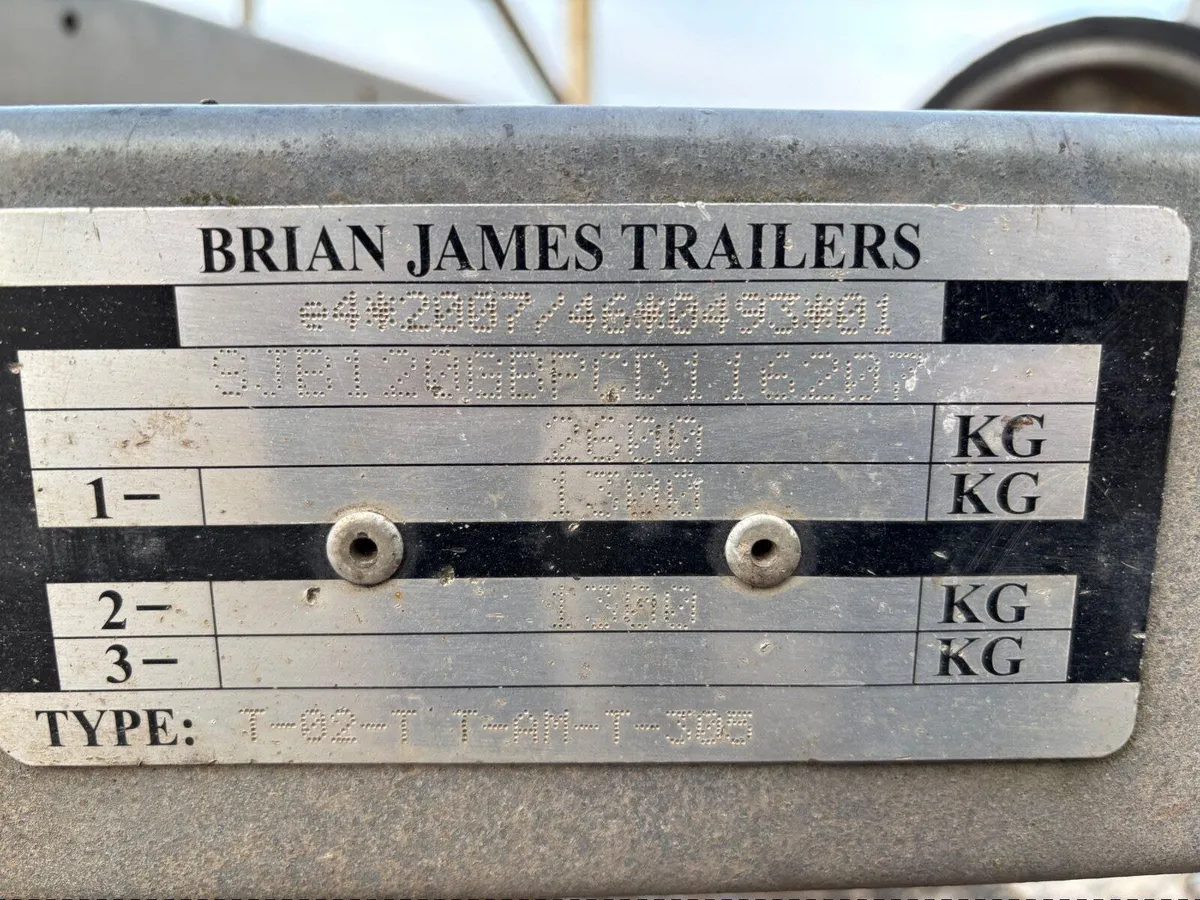 BRIAN JAMES TRAILERS
e4*2007/46*0493*01
SJB120GBPCD116207
2600 KG
1- 1300 KG
2- 1300 KG
3- KG
TYPE: T-02-T T-AM-T-305